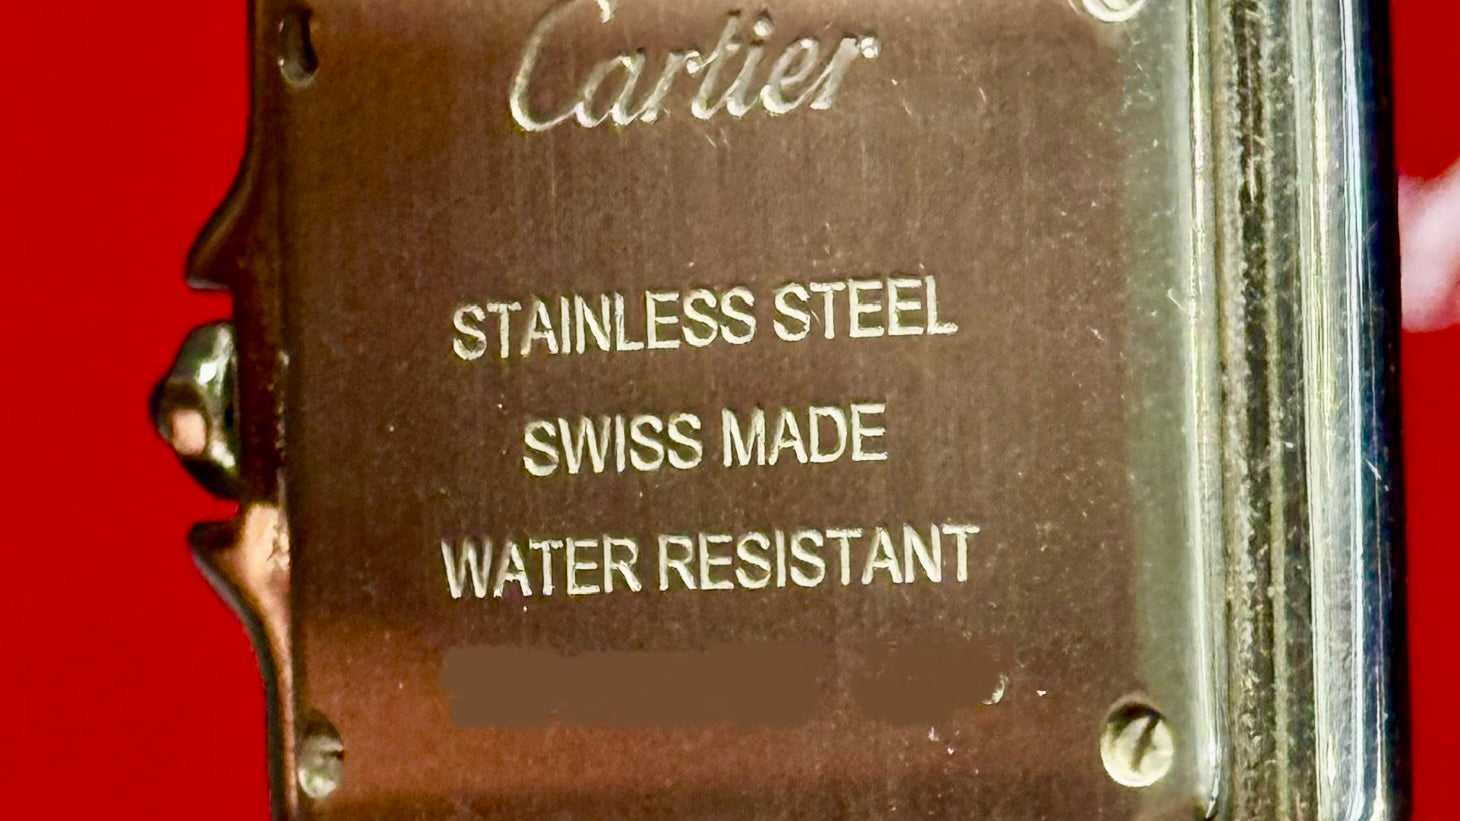 Cartier
STAINLESS STEEL
SWISS MADE
WATER RESISTANT